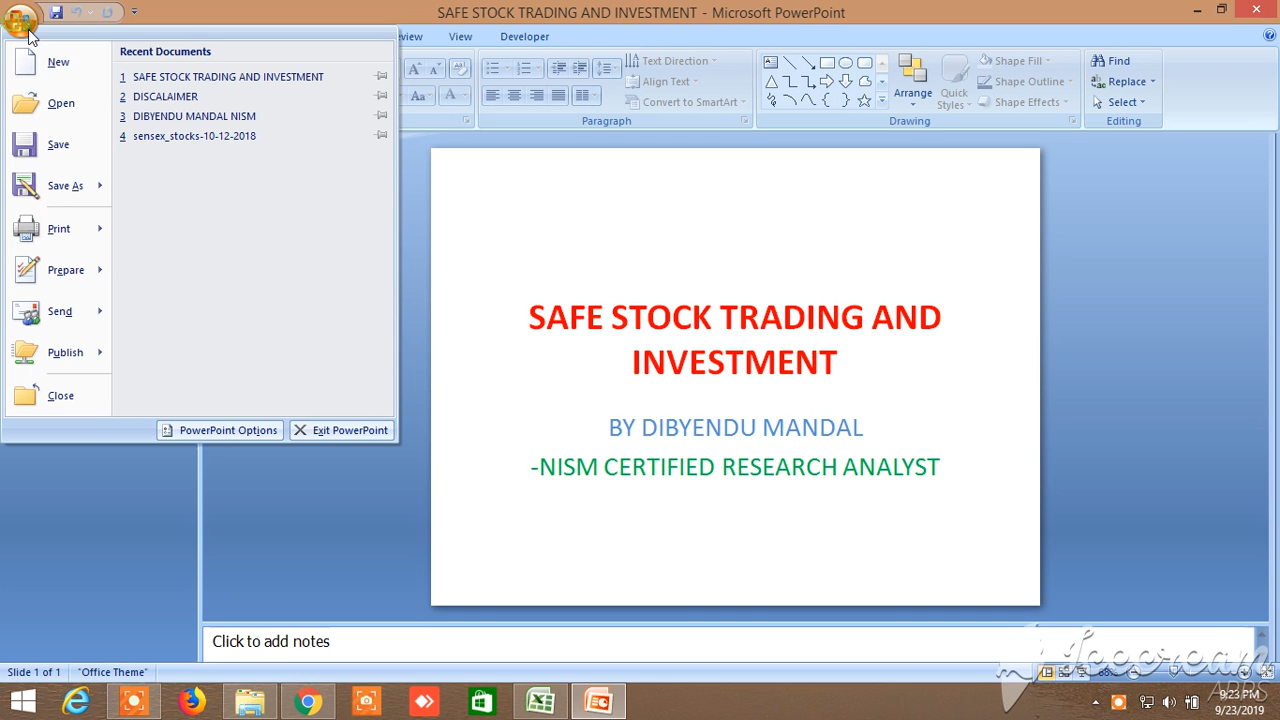 SAFE STOCK TRADING AND INVESTMENT - Microsoft PowerPoint
eview View Developer
Recent Documents
New
1 SAFE STOCK TRADING AND INVESTMENT
2 DISCALAIMER
3 DIBYENDU MANDAL NISM
4 sensex_stocks-10-12-2018
Open
Save
Save As
Print
Prepare
Send
Publish
Close
PowerPoint Options
Exit PowerPoint
Aa
A
Text Direction
Align Text
Convert to SmartArt
Paragraph
Arrange
Quick
Styles
Shape Fill
Shape Outline
Shape Effects
Drawing
Find
Replace
Select
Editing
SAFE STOCK TRADING AND
INVESTMENT
BY DIBYENDU MANDAL
-NISM CERTIFIED RESEARCH ANALYST
Click to add notes
Slide 1 of 1
"Office Theme"
68%
9:23 PM
9/23/2019
APPS